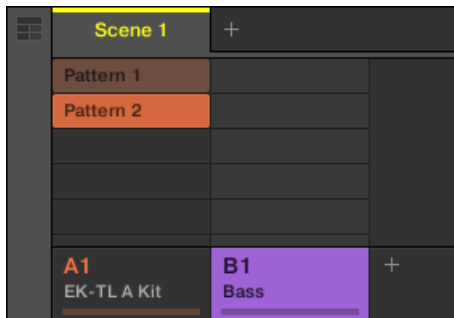 Scene 1 +
Pattern 1
Pattern 2
A1 B1 +
EK-TL A Kit Bass